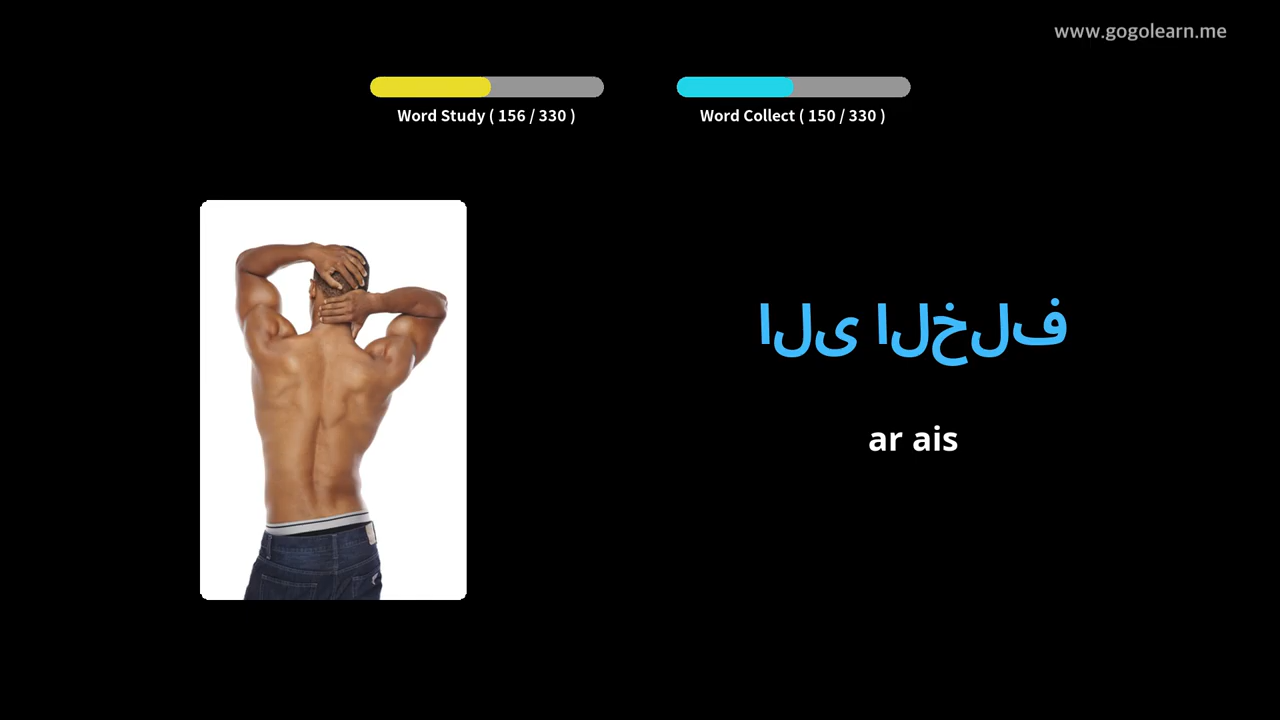 www.gogolearn.me
Word Study ( 156 / 330 )
Word Collect ( 150 / 330 )
الى الخلف
ar ais